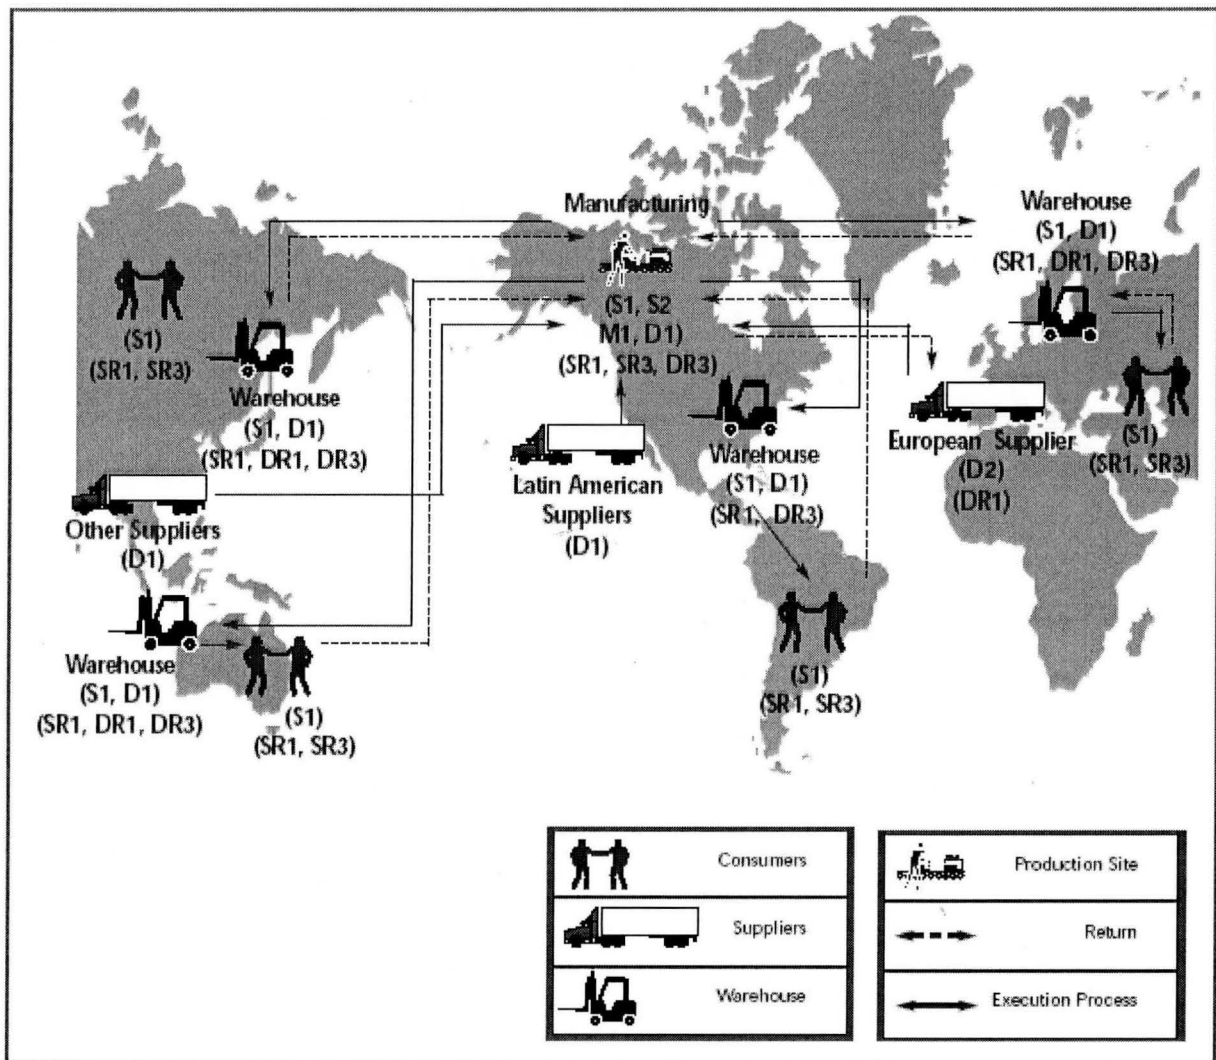 Manufacturing
(S1, S2
M1, D1)
(SR1, SR3, DR3)
Warehouse
(S1, D1)
(SR1, DR1, DR3)
(S1)
(SR1, SR3)
Warehouse
(S1, D1)
(SR1, DR1, DR3)
(S1)
(SR1, SR3)
European Supplier
(D2)
(DR1)
Warehouse
(S1, D1)
(SR1, DR3)
Latin American
Suppliers
(D1)
Other Suppliers
(D1)
Warehouse
(S1, D1)
(SR1, DR1, DR3)
(S1)
(SR1, SR3)
(S1)
(SR1, SR3)
Consumers
Suppliers
Warehouse
Production Site
Return
Execution Process